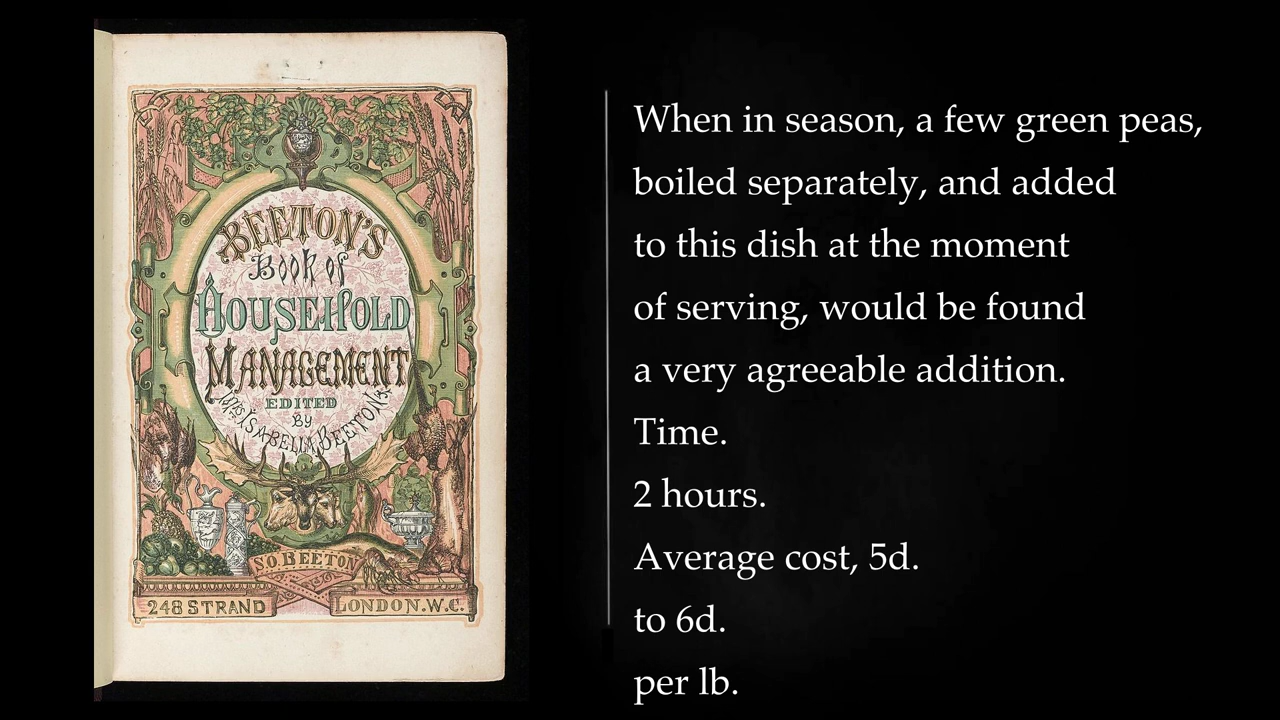 BEETON'S
Book of
HOUSEHOLD
MANAGEMENT
EDITED
BY
MRS ISABELLA BEETON
S.O. BEETON
248 STRAND
LONDON. W.C.
When in season, a few green peas,
boiled separately, and added
to this dish at the moment
of serving, would be found
a very agreeable addition.
Time.
2 hours.
Average cost, 5d.
to 6d.
per lb.